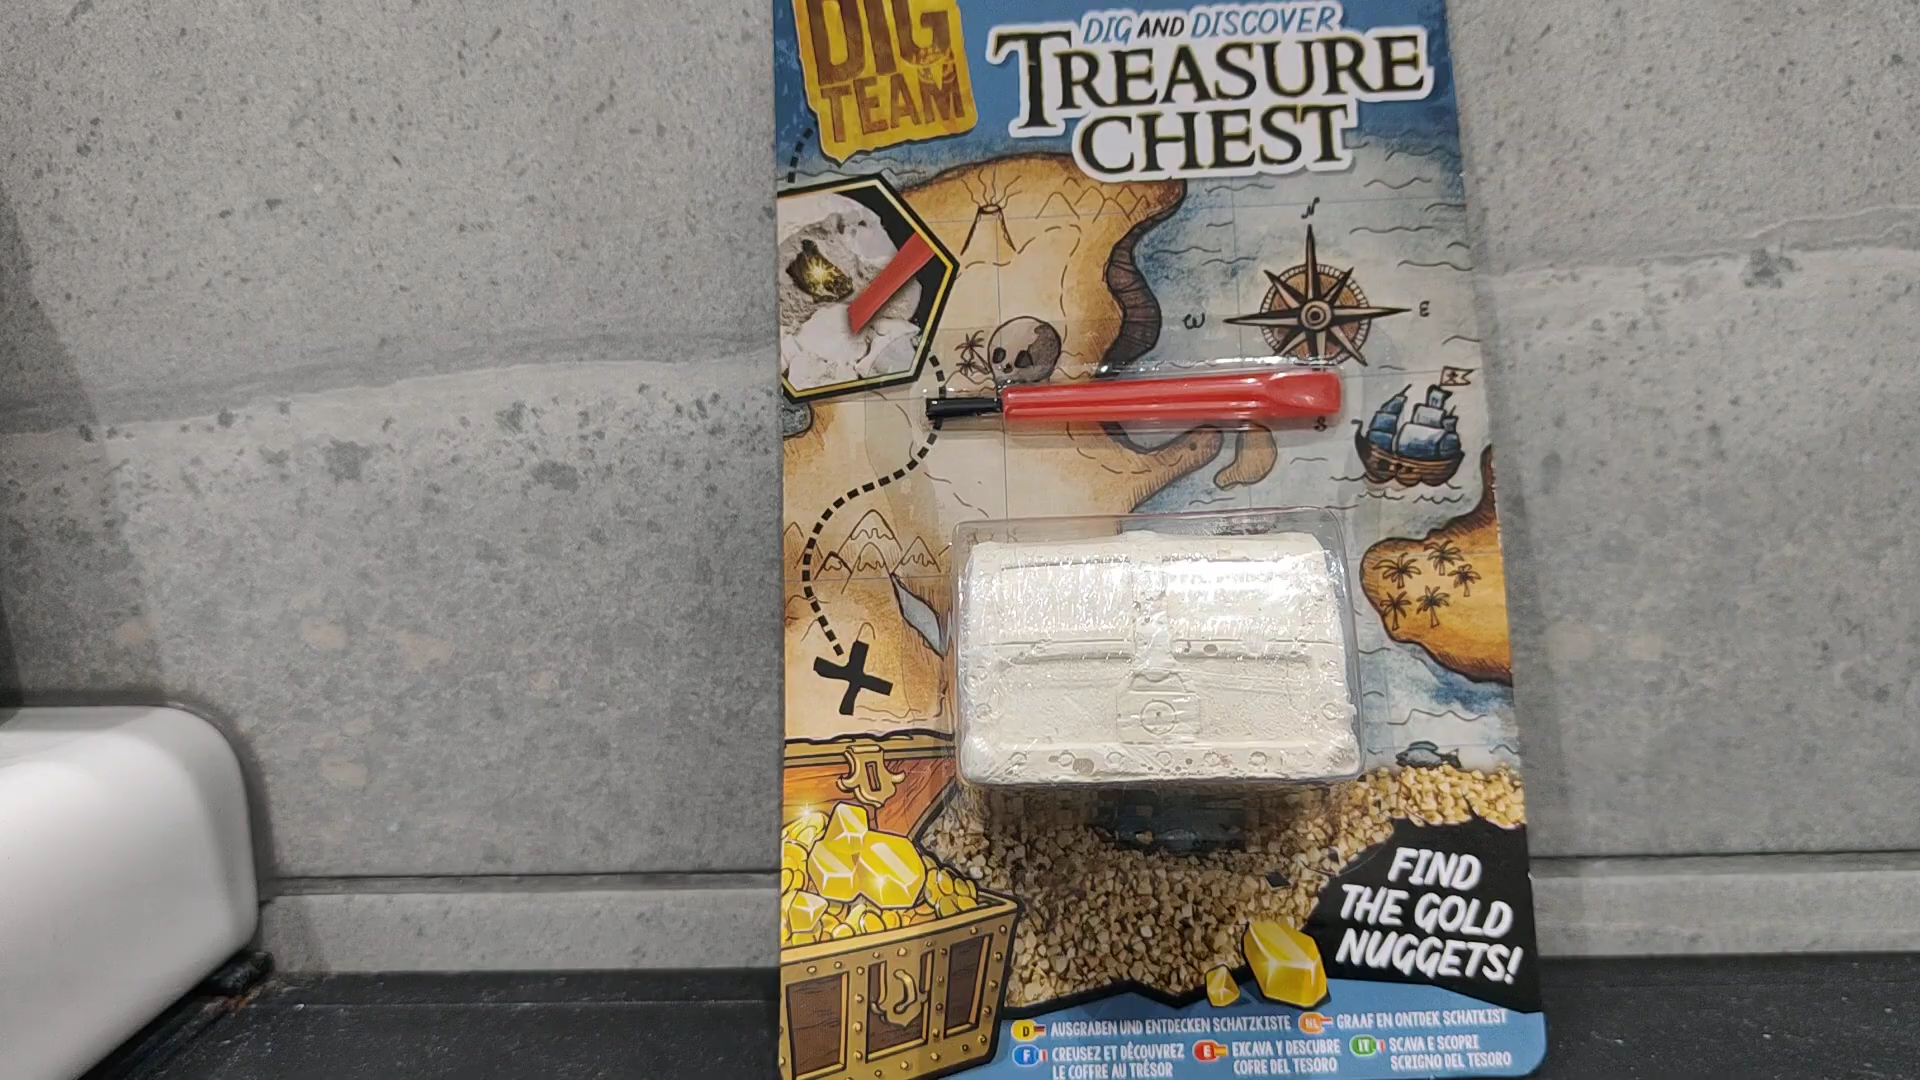 DIG
TEAM
DIG AND DISCOVER
TREASURE
CHEST
N
W
E
S
FIND
THE GOLD
NUGGETS!
D AUSGRABEN UND ENTDECKEN SCHATZKISTE
NL GRAAF EN ONTDEK SCHATKIST
F CREUSEZ ET DÉCOUVREZ
LE COFFRE AU TRÉSOR
E EXCAVA Y DESCUBRE
COFRE DEL TESORO
IT SCAVA E SCOPRI
SCRIGNO DEL TESORO